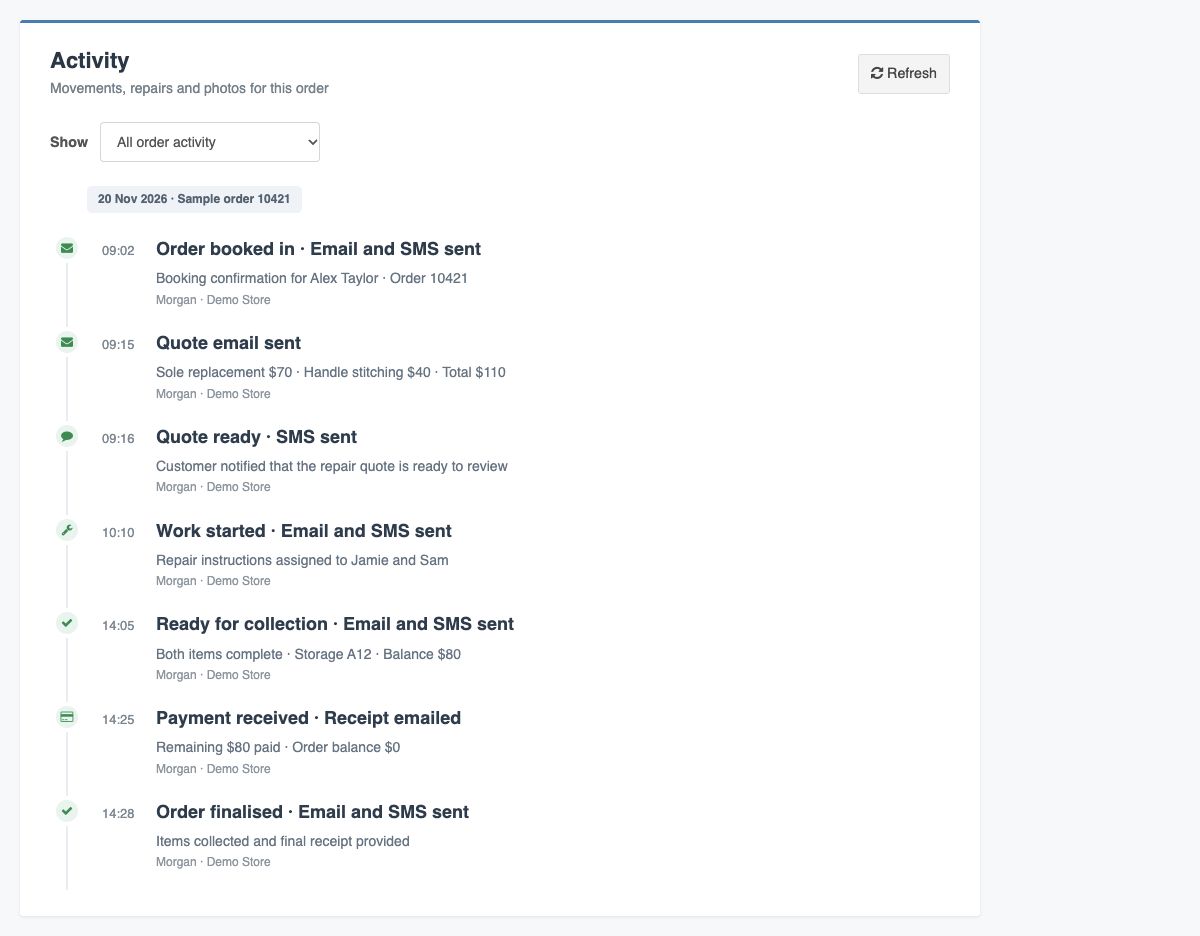 Activity
Movements, repairs and photos for this order
Refresh
Show All order activity
20 Nov 2026 · Sample order 10421
09:02 Order booked in · Email and SMS sent
Booking confirmation for Alex Taylor · Order 10421
Morgan · Demo Store
09:15 Quote email sent
Sole replacement $70 · Handle stitching $40 · Total $110
Morgan · Demo Store
09:16 Quote ready · SMS sent
Customer notified that the repair quote is ready to review
Morgan · Demo Store
10:10 Work started · Email and SMS sent
Repair instructions assigned to Jamie and Sam
Morgan · Demo Store
14:05 Ready for collection · Email and SMS sent
Both items complete · Storage A12 · Balance $80
Morgan · Demo Store
14:25 Payment received · Receipt emailed
Remaining $80 paid · Order balance $0
Morgan · Demo Store
14:28 Order finalised · Email and SMS sent
Items collected and final receipt provided
Morgan · Demo Store